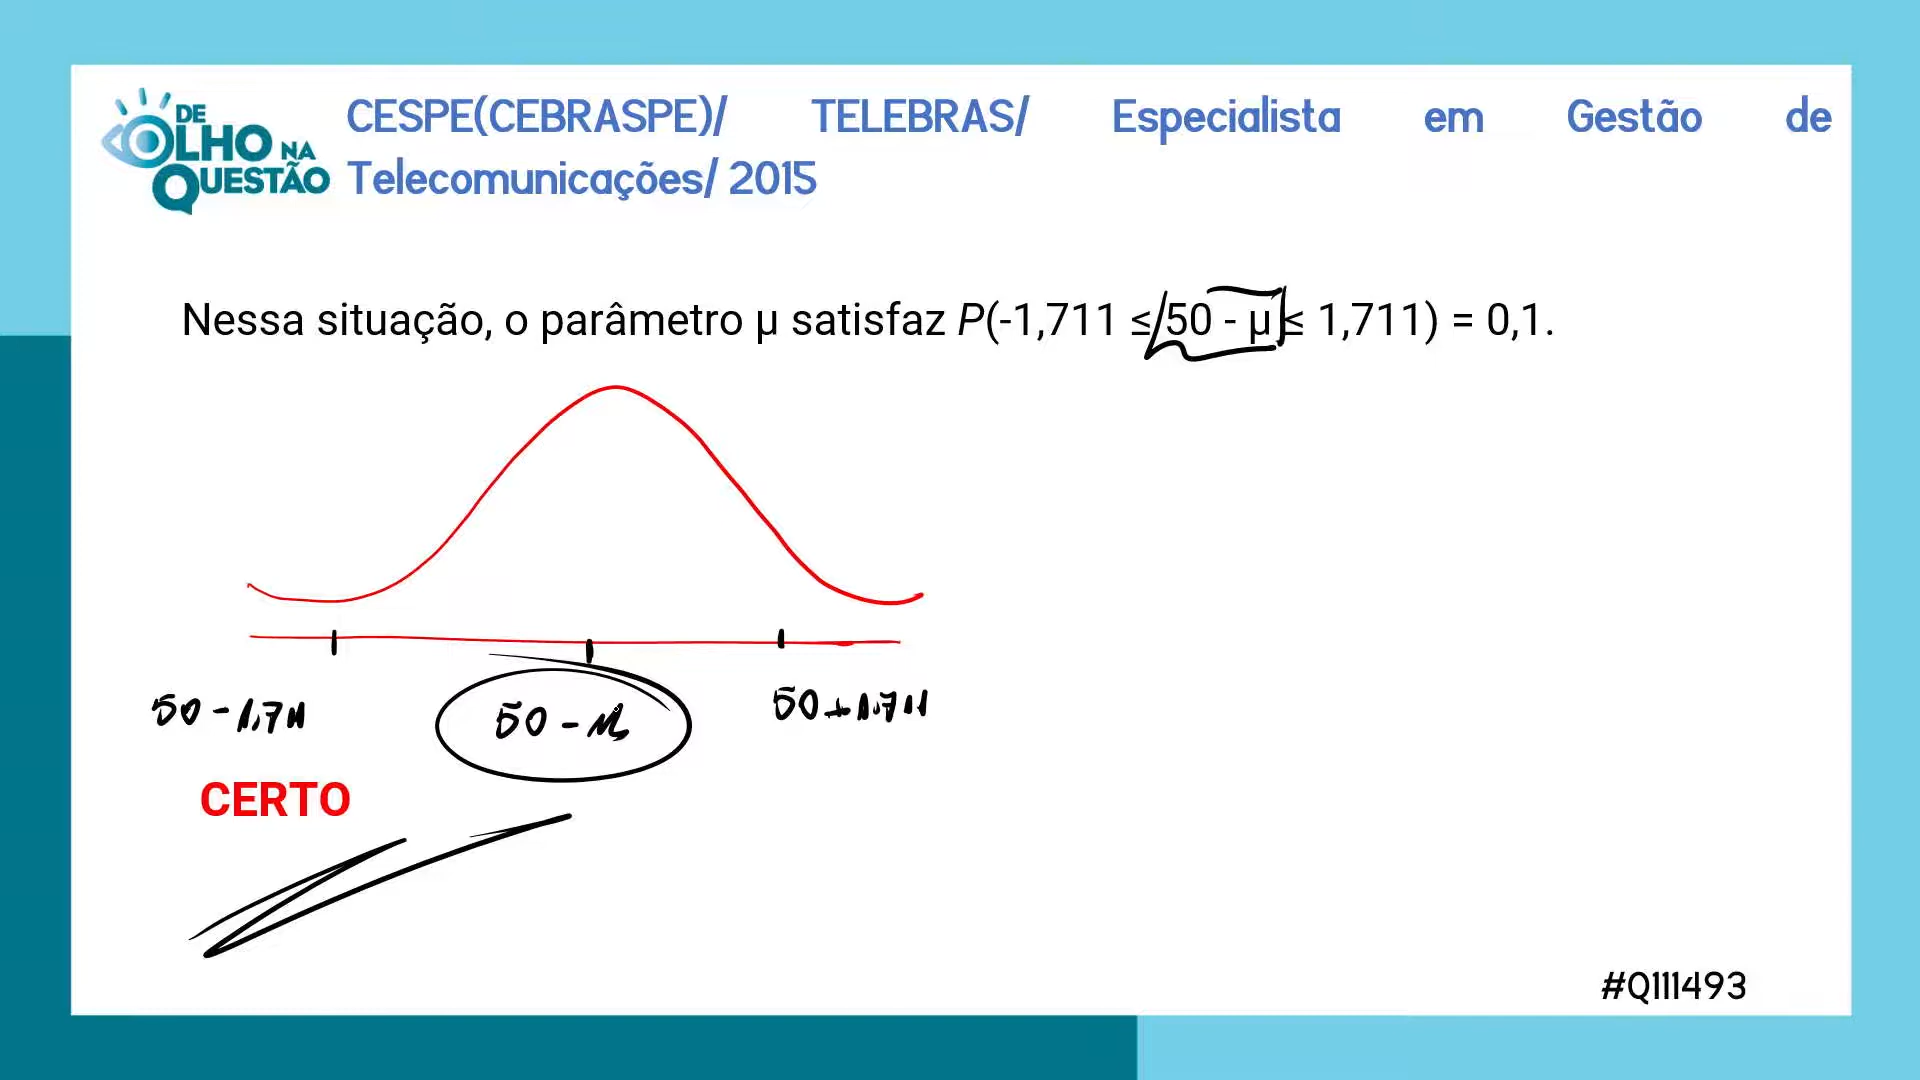 DE
OLHO NA
QUESTÃO
CESPE(CEBRASPE)/ TELEBRAS/ Especialista em Gestão de
Telecomunicações/ 2015
Nessa situação, o parâmetro μ satisfaz P(-1,711 ≤ 50 - μ ≤ 1,711) = 0,1.
50 - 1,711
50 - μ
50 + 1.711
CERTO
#Q111493